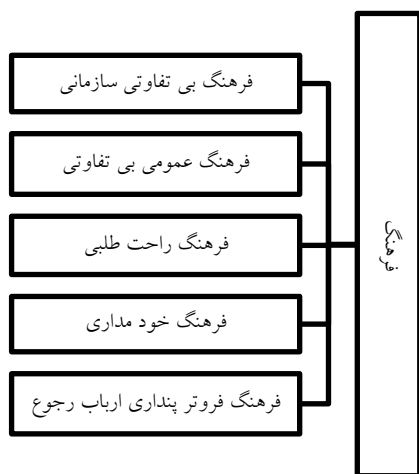 فرهنگ
فرهنگ بی تفاوتی سازمانی
فرهنگ عمومی بی تفاوتی
فرهنگ راحت طلبی
فرهنگ خود مداری
فرهنگ فروتر پنداری ارباب رجوع